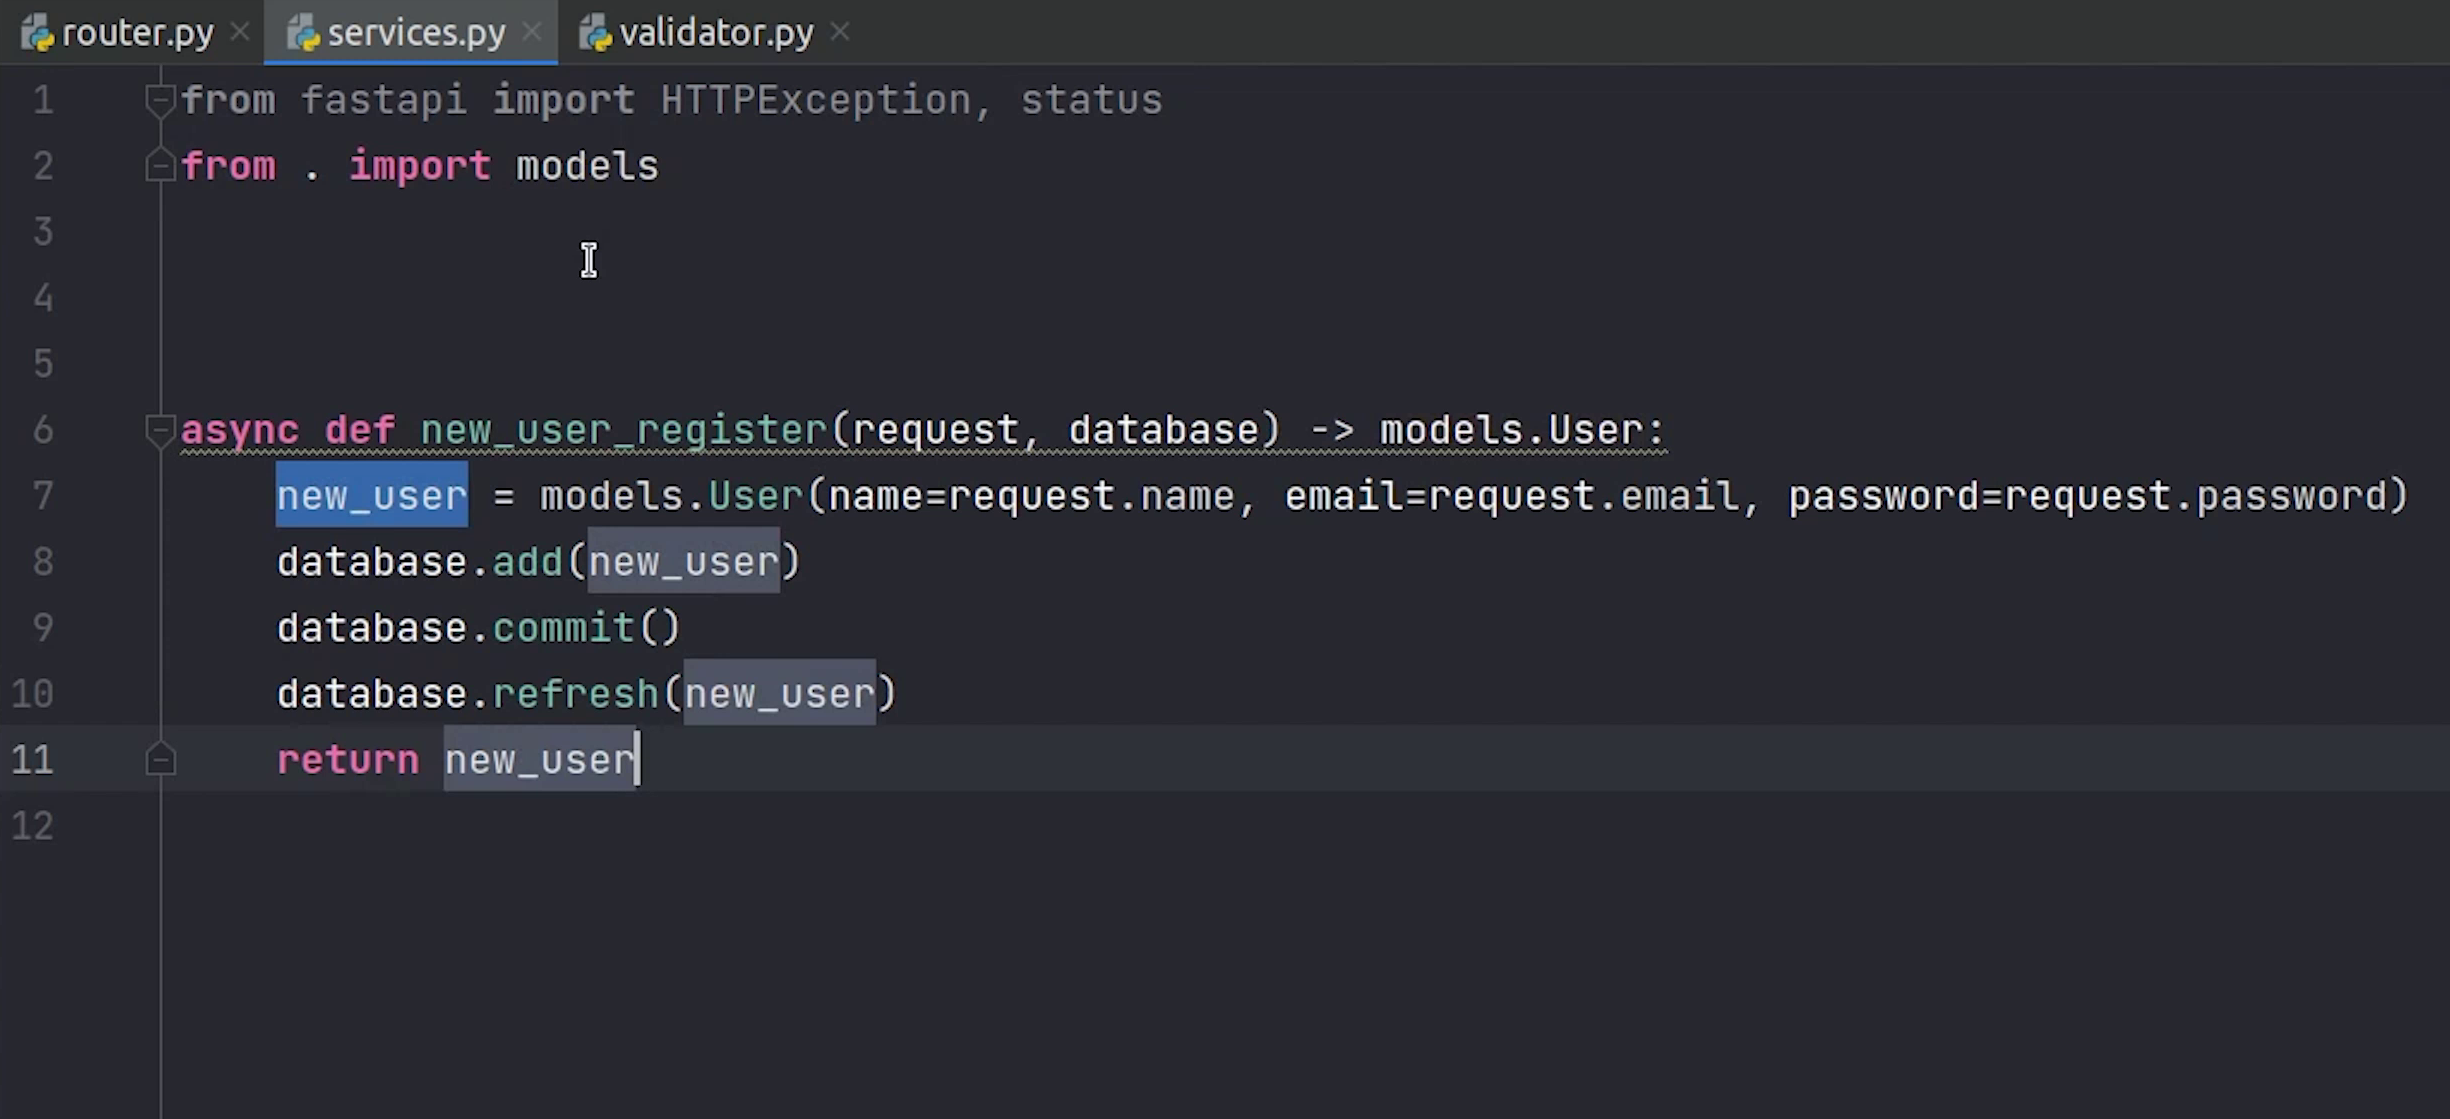 router.py services.py validator.py
1 from fastapi import HTTPException, status
2 from . import models
3
4
5
6 async def new_user_register(request, database) -> models.User:
7     new_user = models.User(name=request.name, email=request.email, password=request.password)
8     database.add(new_user)
9     database.commit()
10     database.refresh(new_user)
11     return new_user
12